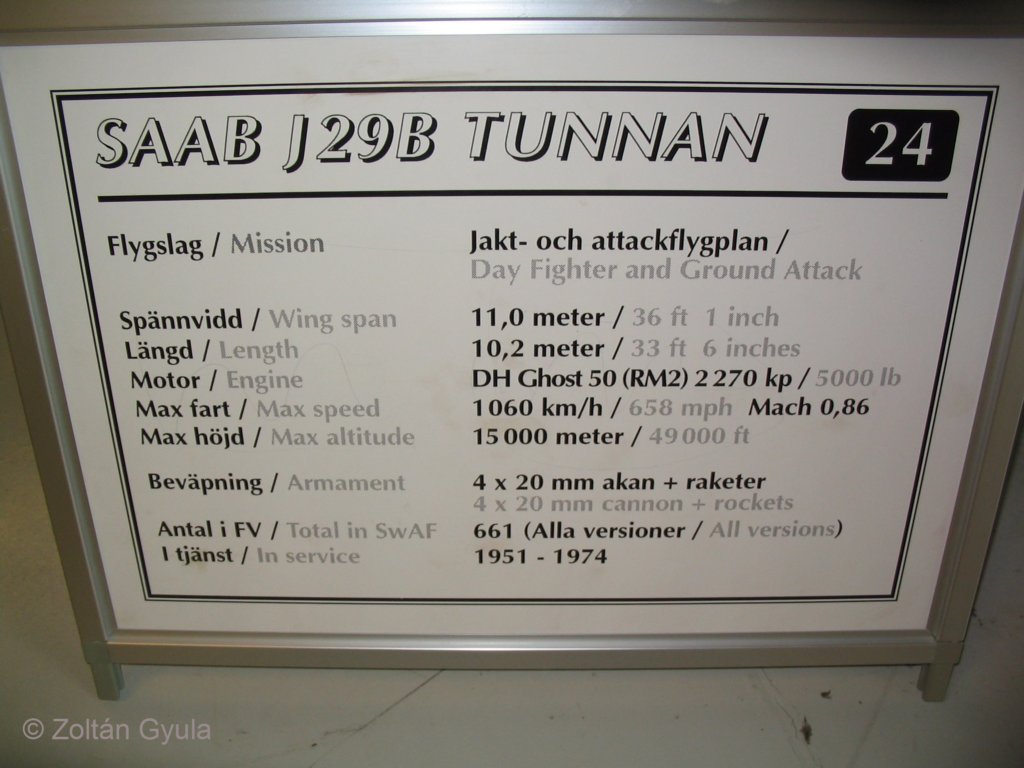 SAAB J29B TUNNAN 24
Flygslag / Mission Jakt- och attackflygplan /
Day Fighter and Ground Attack
Spännvidd / Wing span 11,0 meter / 36 ft 1 inch
Längd / Length 10,2 meter / 33 ft 6 inches
Motor / Engine DH Ghost 50 (RM2) 2 270 kp / 5000 lb
Max fart / Max speed 1060 km/h / 658 mph Mach 0,86
Max höjd / Max altitude 15 000 meter / 49 000 ft
Beväpning / Armament 4 x 20 mm akan + raketer
4 x 20 mm cannon + rockets
Antal i FV / Total in SwAF 661 (Alla versioner / All versions)
I tjänst / In service 1951 - 1974
© Zoltán Gyula